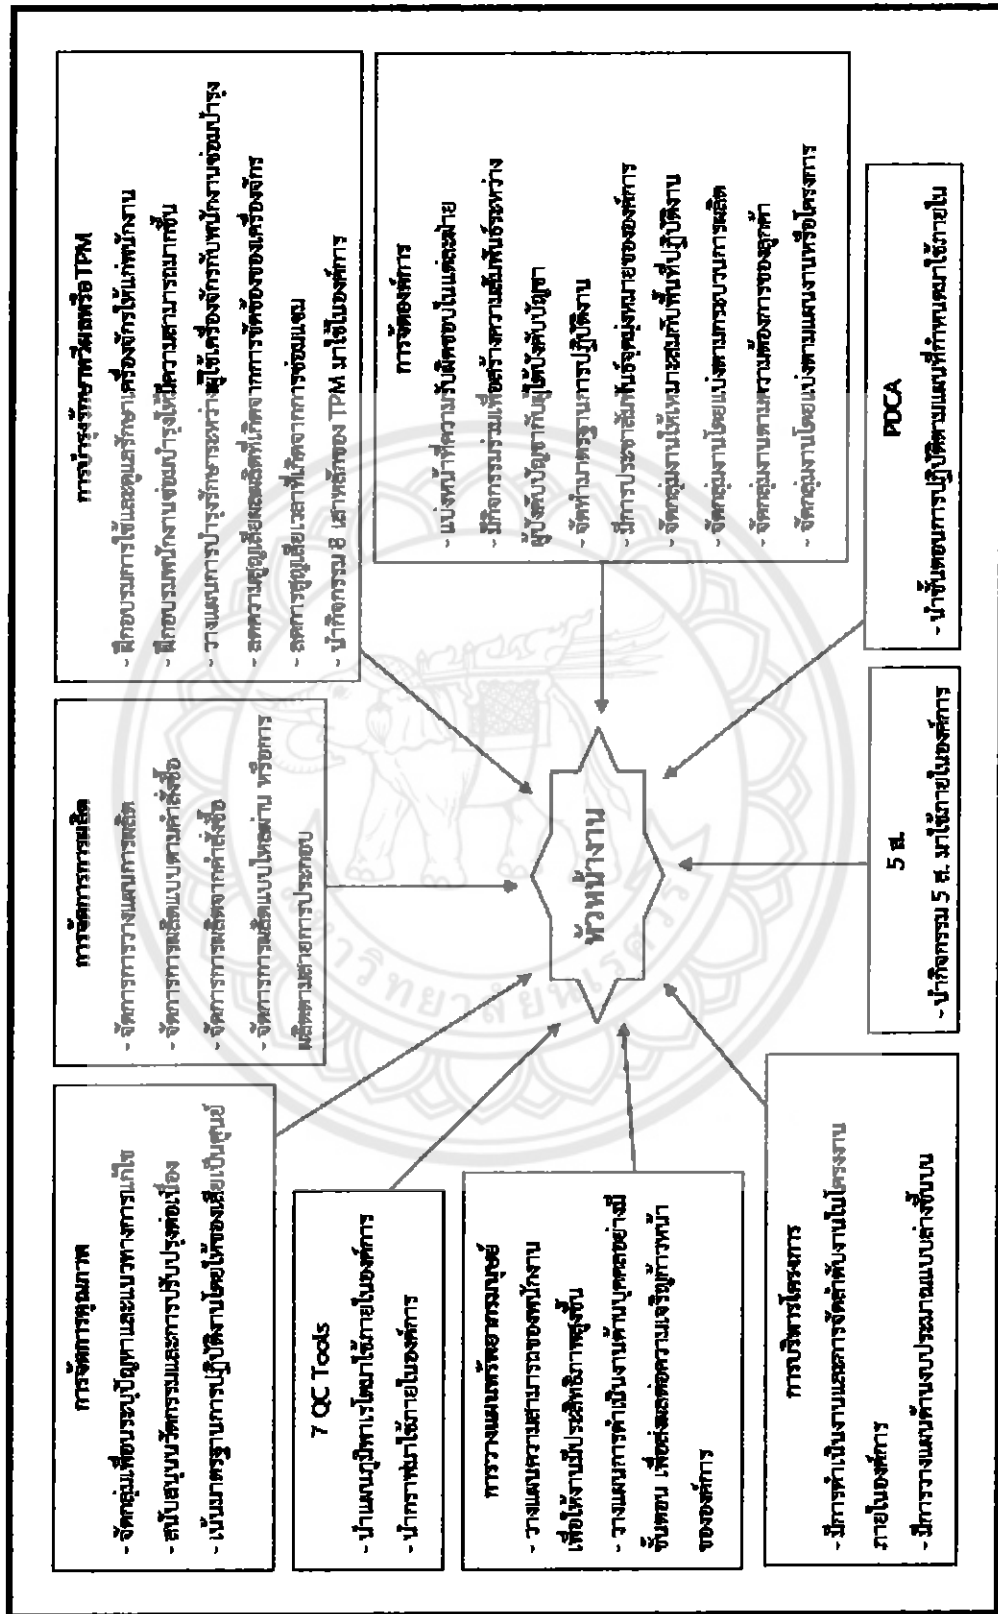 การจัดการคุณภาพ
- จัดกลุ่มเพื่อระบุปัญหาและแนวทางการแก้ไข
- สนับสนุนนวัตกรรมและการปรับปรุงต่อเนื่อง
- เน้นมาตรฐานการปฏิบัติงานโดยให้ของเสียเป็นศูนย์
การจัดการการผลิต
- จัดการการวางแผนการผลิต
- จัดการการผลิตแบบตามคำสั่งซื้อ
- จัดการการผลิตจากคำสั่งซื้อ
- จัดการการผลิตแบบไหลผ่าน หรือการ
ผลิตตามสายการประกอบ
การบำรุงรักษาทวีผลหรือ TPM
- ฝึกอบรมการใช้และดูแลรักษาเครื่องจักรให้แก่พนักงาน
- ฝึกอบรมพนักงานซ่อมบำรุงให้มีความสามารถมากขึ้น
- วางแผนการบำรุงรักษาระหว่างผู้ใช้เครื่องจักรกับพนักงานซ่อมบำรุง
- ลดความสูญเสียผลผลิตที่เกิดจากการขัดข้องของเครื่องจักร
- ลดการสูญเสียเวลาที่เกิดจากการซ่อมแซม
- นำกิจกรรม 8 เสาหลักของ TPM มาใช้ในองค์การ
7 QC Tools
- นำแผนภูมิพาเรโตมาใช้ภายในองค์การ
- นำกราฟมาใช้ภายในองค์การ
หัวหน้างาน
การจัดองค์การ
- แบ่งหน้าที่ความรับผิดชอบในแต่ละฝ่าย
- มีกิจกรรมร่วมเพื่อสร้างความสัมพันธ์ระหว่าง
ผู้บังคับบัญชากับผู้ใต้บังคับบัญชา
- จัดทำมาตรฐานการปฏิบัติงาน
- มีการประชาสัมพันธ์จุดมุ่งหมายขององค์การ
- จัดกลุ่มงานให้เหมาะสมกับพื้นที่ปฏิบัติงาน
- จัดกลุ่มงานโดยแบ่งตามกระบวนการผลิต
- จัดกลุ่มงานตามความต้องการของลูกค้า
- จัดกลุ่มงานโดยแบ่งตามแผนงานหรือโครงการ
การวางแผนทรัพยากรมนุษย์
- วางแผนความสามารถของพนักงาน
เพื่อให้งานมีประสิทธิภาพสูงขึ้น
- วางแผนการดำเนินงานด้านบุคคลอย่างมี
ขั้นตอน เพื่อส่งผลต่อความเจริญก้าวหน้า
ขององค์การ
การบริหารโครงการ
- มีการดำเนินงานและการจัดลำดับงานในโครงงาน
ภายในองค์การ
- มีการวางแผนด้านงบประมาณแบบล่างขึ้นบน
5 ส.
- นำกิจกรรม 5 ส. มาใช้ภายในองค์การ
PDCA
- นำขั้นตอนการปฏิบัติตามแผนที่กำหนดมาใช้ภายใน
มหาวิทยาลัยนเรศวร